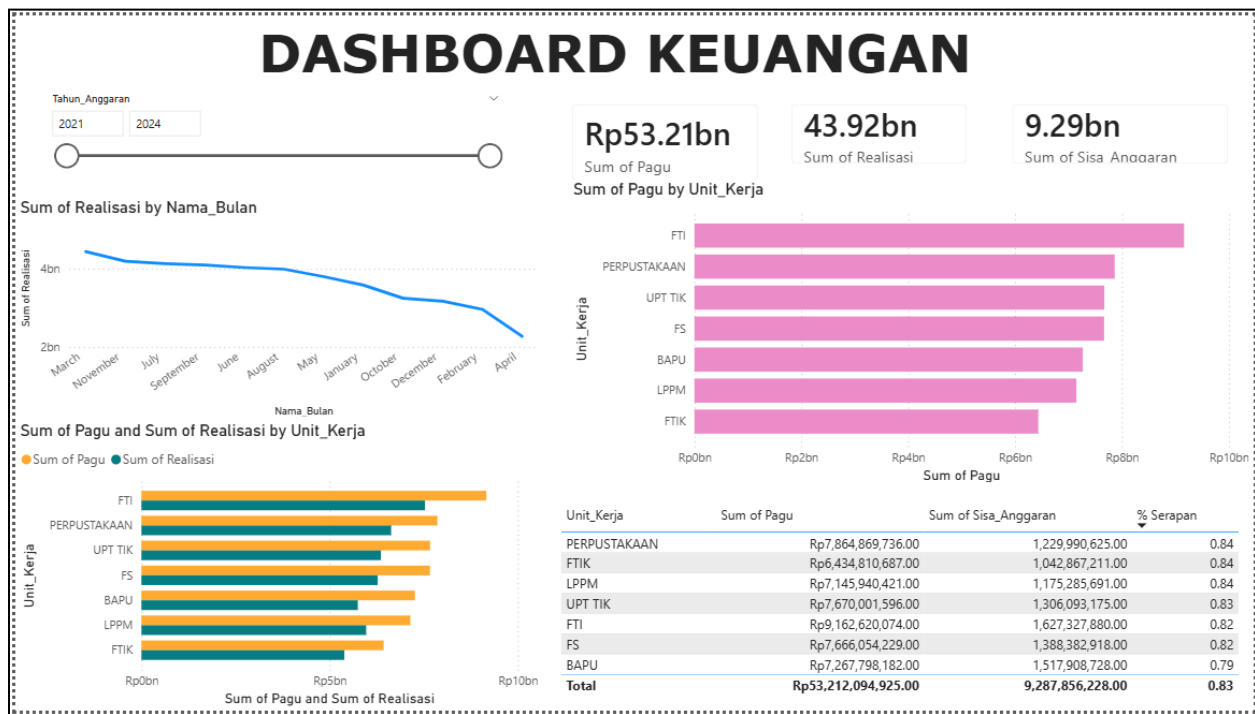 DASHBOARD KEUANGAN
Tahun_Anggaran
2021
2024
Rp53.21bn
Sum of Pagu
43.92bn
Sum of Realisasi
9.29bn
Sum of Sisa_Anggaran
Sum of Realisasi by Nama_Bulan
Sum of Realisasi
4bn
2bn
March
November
July
September
June
August
May
January
October
December
February
April
Nama_Bulan
Sum of Pagu by Unit_Kerja
Unit_Kerja
FTI
PERPUSTAKAAN
UPT TIK
FS
BAPU
LPPM
FTIK
Rp0bn
Rp2bn
Rp4bn
Rp6bn
Rp8bn
Rp10bn
Sum of Pagu
Sum of Pagu and Sum of Realisasi by Unit_Kerja
Sum of Pagu Sum of Realisasi
Unit_Kerja
FTI
PERPUSTAKAAN
UPT TIK
FS
BAPU
LPPM
FTIK
Rp0bn
Rp5bn
Rp10bn
Sum of Pagu and Sum of Realisasi
Unit_Kerja Sum of Pagu Sum of Sisa_Anggaran % Serapan
PERPUSTAKAAN Rp7,864,869,736.00 1,229,990,625.00 0.84
FTIK Rp6,434,810,687.00 1,042,867,211.00 0.84
LPPM Rp7,145,940,421.00 1,175,285,691.00 0.84
UPT TIK Rp7,670,001,596.00 1,306,093,175.00 0.83
FTI Rp9,162,620,074.00 1,627,327,880.00 0.82
FS Rp7,666,054,229.00 1,388,382,918.00 0.82
BAPU Rp7,267,798,182.00 1,517,908,728.00 0.79
Total Rp53,212,094,925.00 9,287,856,228.00 0.83